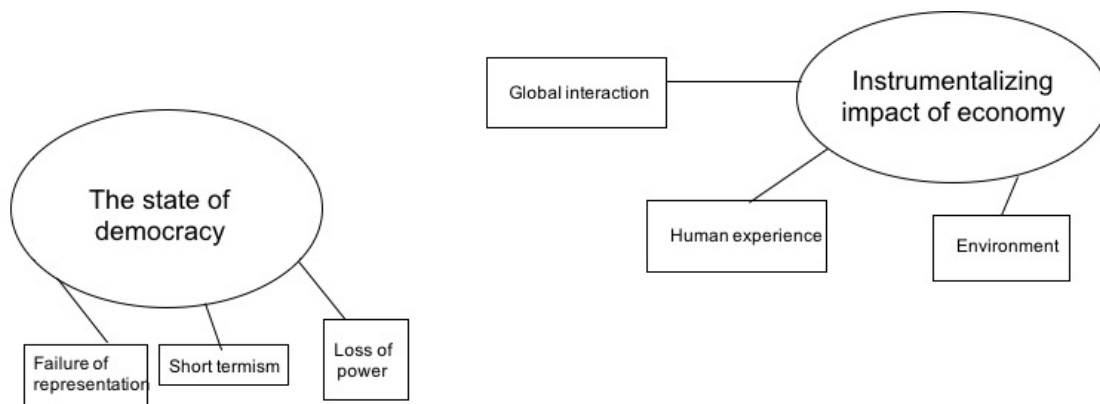 Instrumentalizing
impact of economy
Global interaction
Human experience
Environment
The state of
democracy
Failure of
representation
Short termism
Loss of
power